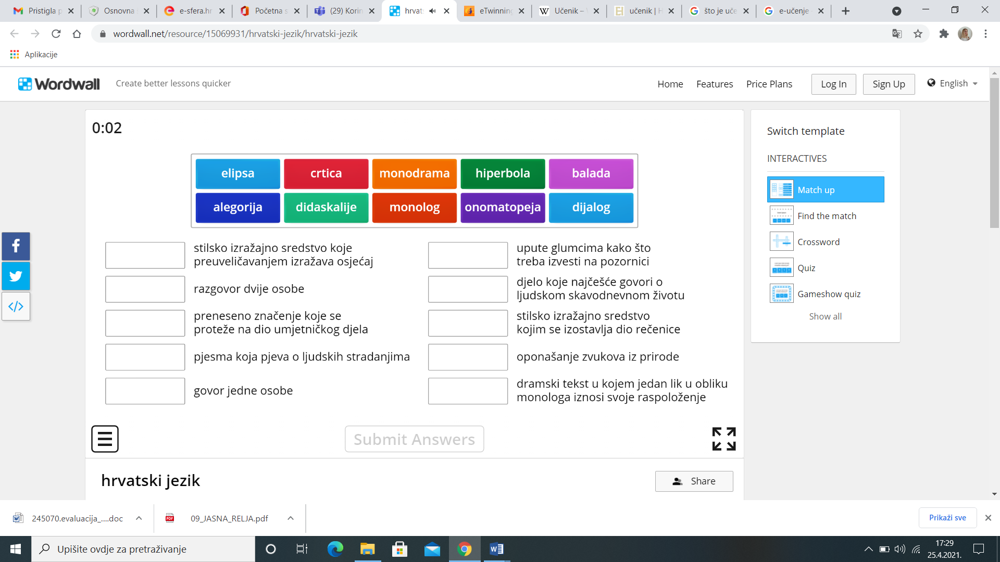 Pristigla p
Osnovna
e-sfera.hr
Početna s
(29) Korin
hrvat
eTwinning
Učenik –
učenik | H
što je uče
e-učenje
wordwall.net/resource/15069931/hrvatski-jezik/hrvatski-jezik
Aplikacije
Wordwall
Create better lessons quicker
Home
Features
Price Plans
Log In
Sign Up
English
0:02
elipsa
crtica
monodrama
hiperbola
balada
alegorija
didaskalije
monolog
onomatopeja
dijalog
stilsko izražajno sredstvo koje
preuveličavanjem izražava osjećaj
razgovor dvije osobe
preneseno značenje koje se
proteže na dio umjetničkog djela
pjesma koja pjeva o ljudskih stradanjima
govor jedne osobe
upute glumcima kako što
treba izvesti na pozornici
djelo koje najčešće govori o
ljudskom skavodnevnom životu
stilsko izražajno sredstvo
kojim se izostavlja dio rečenice
oponašanje zvukova iz prirode
dramski tekst u kojem jedan lik u obliku
monologa iznosi svoje raspoloženje
Submit Answers
hrvatski jezik
Share
Switch template
INTERACTIVES
Match up
Find the match
Crossword
Quiz
Gameshow quiz
Show all
245070.evaluacija_....doc
PDF
09_JASNA_RELJA.pdf
Prikaži sve
Upišite ovdje za pretraživanje
17:29
25.4.2021.